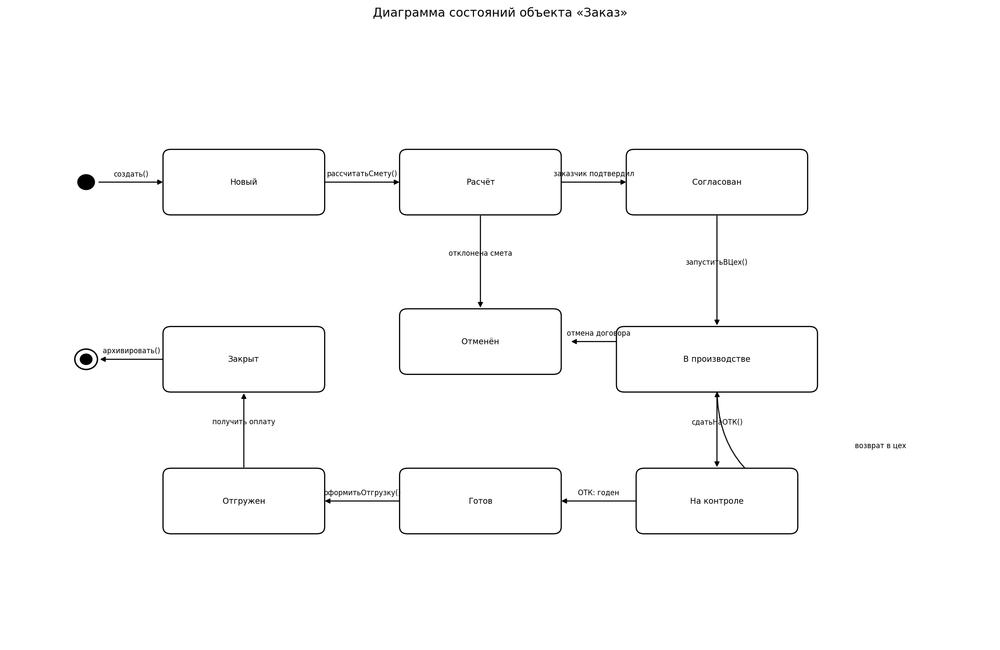 Диаграмма состояний объекта «Заказ»
создать()
Новый
рассчитатьСмету()
Расчёт
заказчик подтвердил
Согласован
отклонена смета
запуститьВЦех()
архивировать()
Закрыт
Отменён
отмена договора
В производстве
получить оплату
сдатьНаОТК()
возврат в цех
Отгружен
оформитьОтгрузку()
Готов
ОТК: годен
На контроле